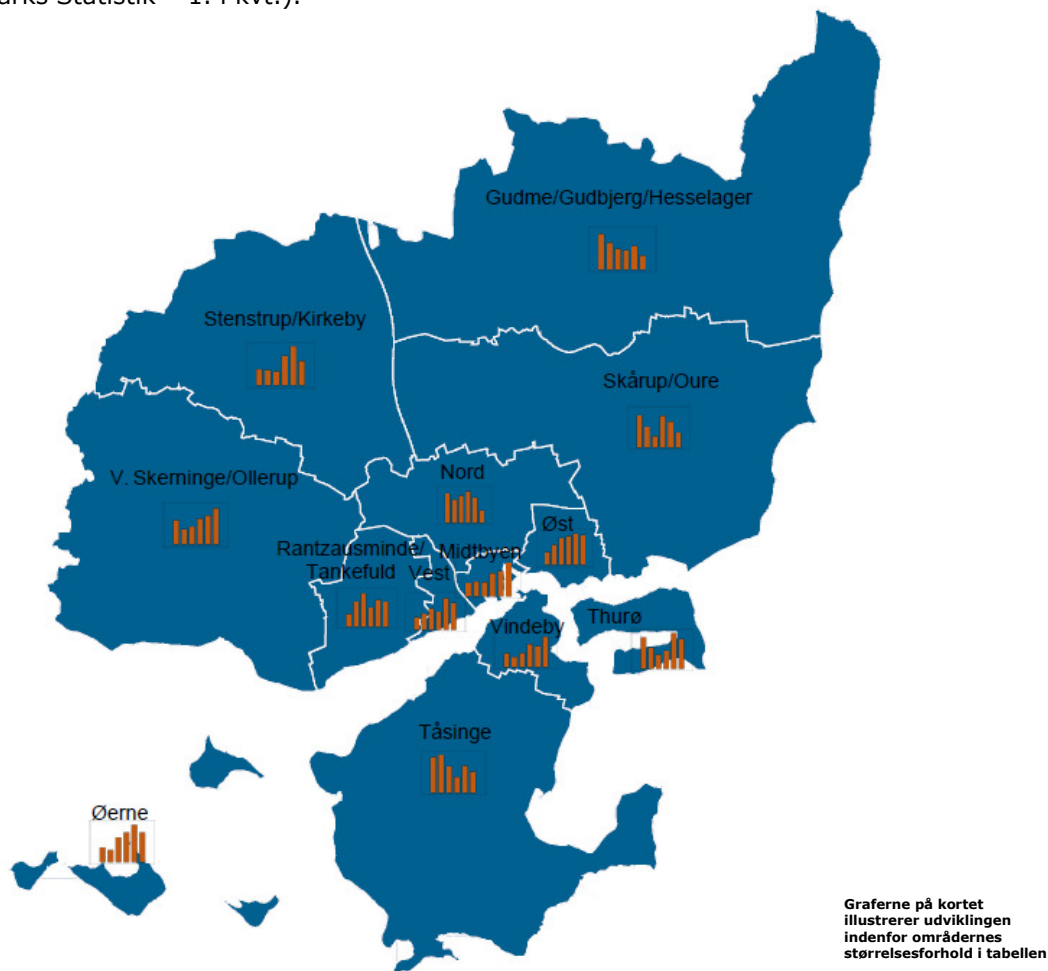 Gudme/Gudbjerg/Hesselager
Stenstrup/Kirkeby
Skårup/Oure
V. Skerninge/Ollerup
Nord
Øst
Rantzausminde/
Tankefuld
Vest
Midtbyen
Vindeby
Thurø
Tåsinge
Øerne
Graferne på kortet
illustrerer udviklingen
indenfor områdernes
størrelsesforhold i tabellen